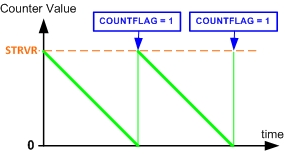 Counter Value
COUNTFLAG = 1
COUNTFLAG = 1
STRVR
0
time